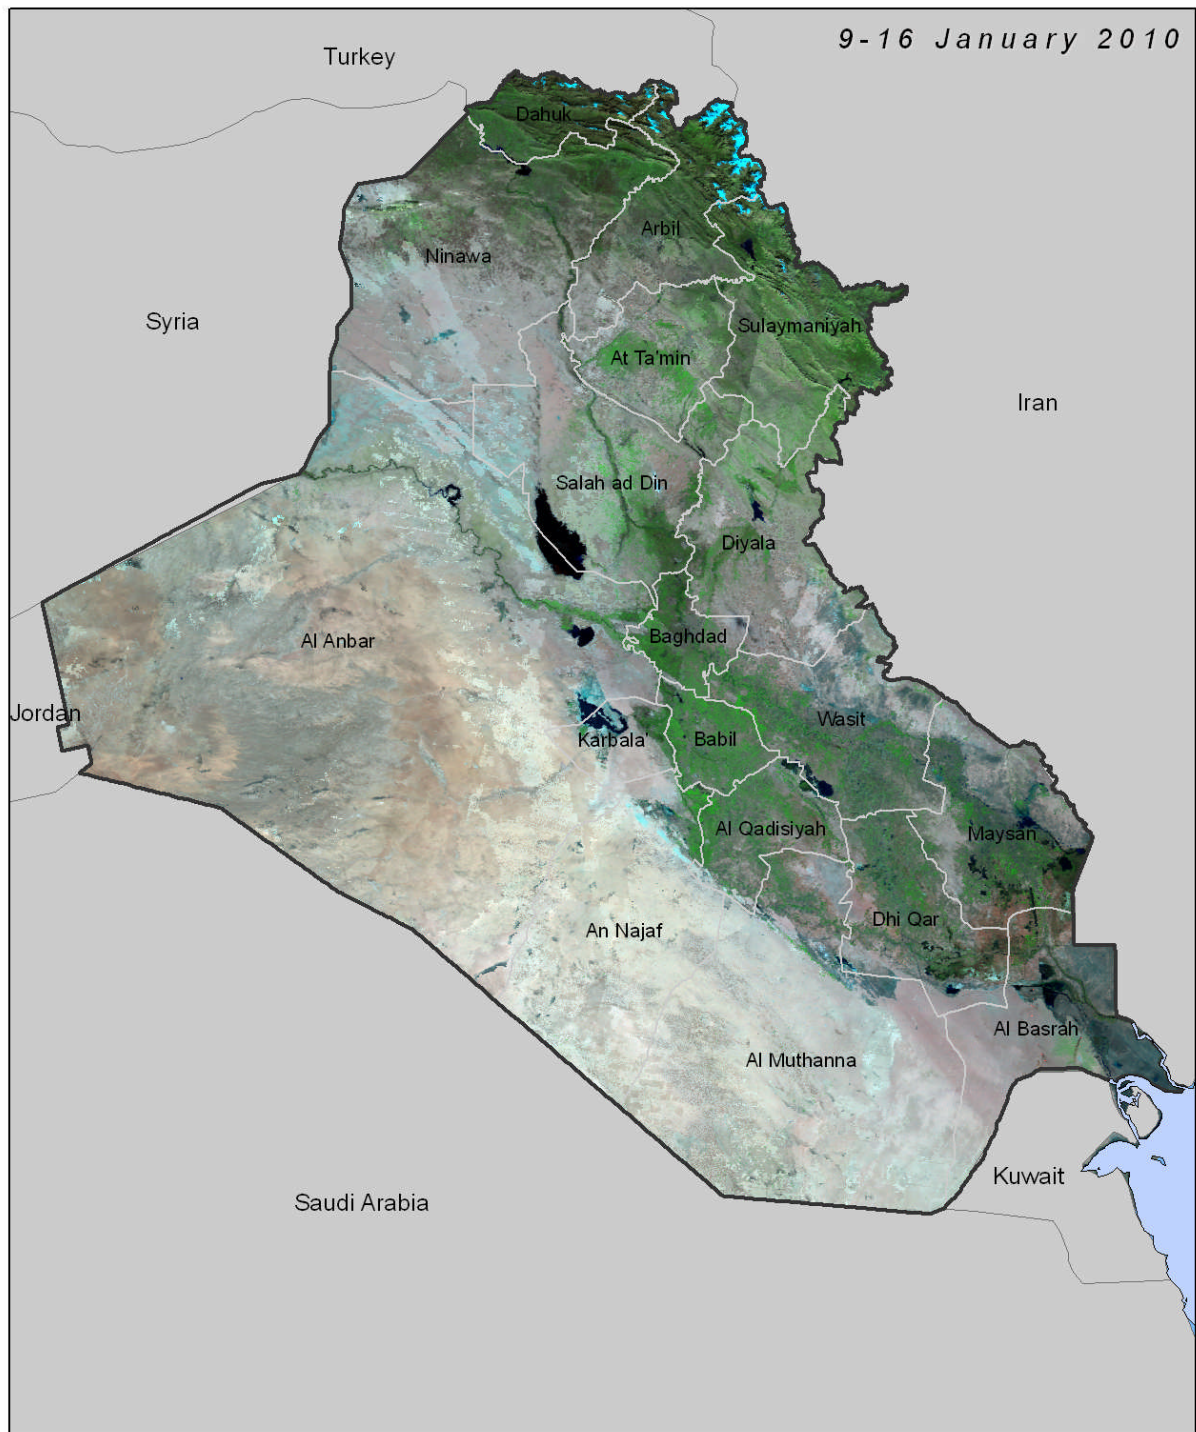 9-16 January 2010
Turkey
Dahuk
Arbil
Ninawa
Syria
Sulaymaniyah
At Ta'min
Iran
Salah ad Din
Diyala
Baghdad
Al Anbar
Jordan
Wasit
Karbala'
Babil
Al Qadisiyah
Maysan
Dhi Qar
An Najaf
Al Basrah
Al Muthanna
Kuwait
Saudi Arabia